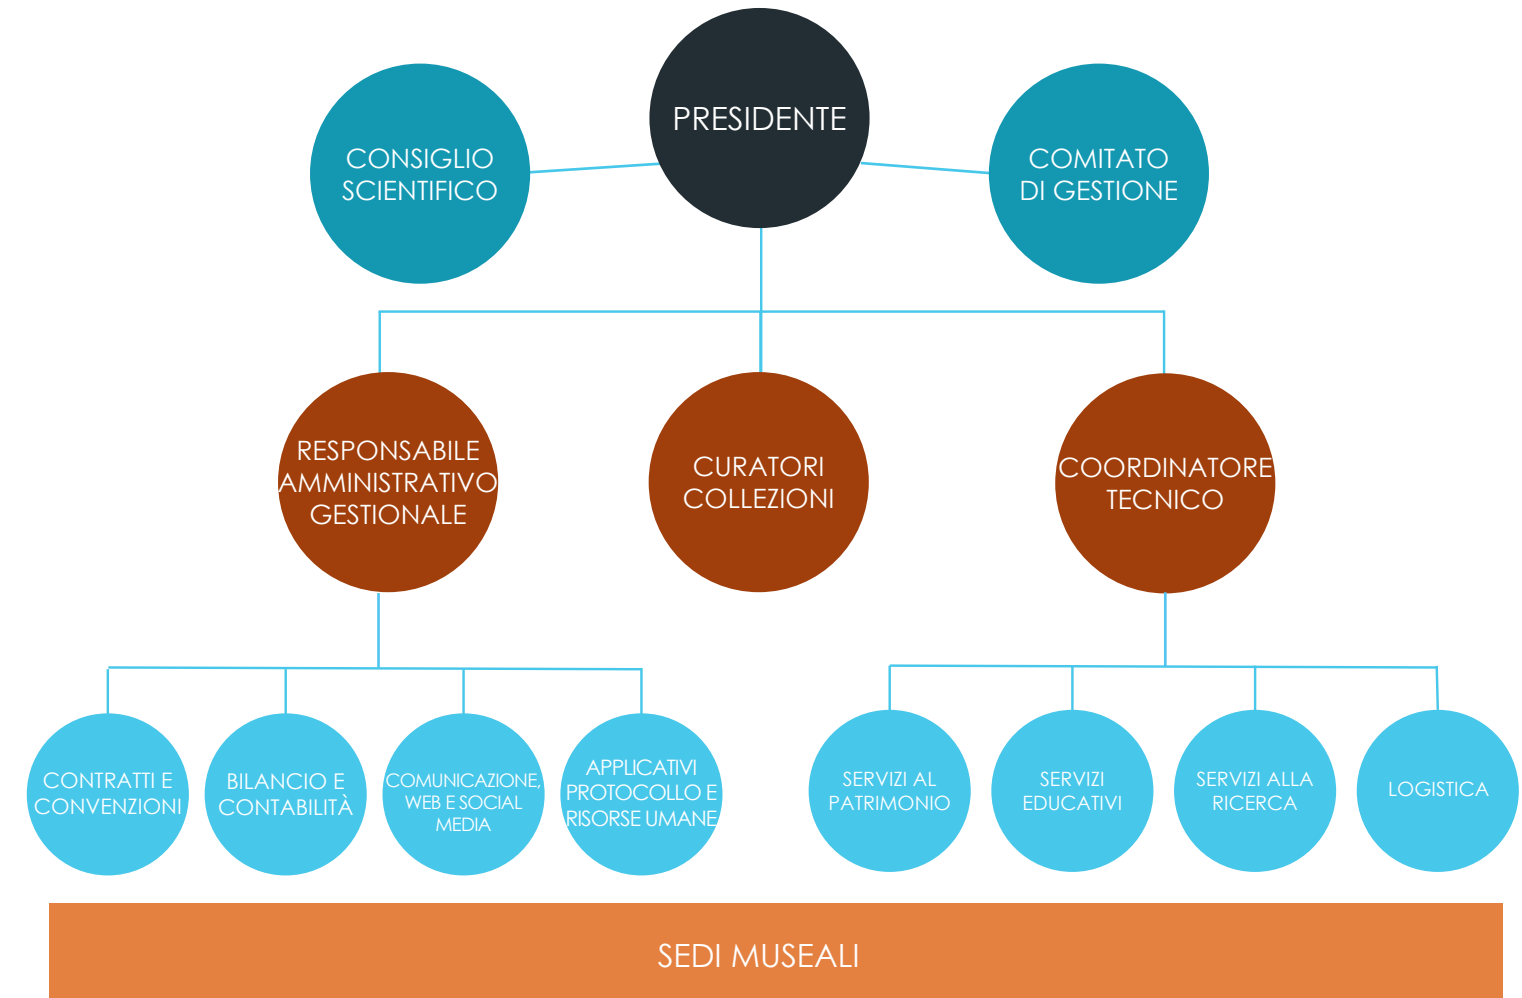 PRESIDENTE
CONSIGLIO
SCIENTIFICO
COMITATO
DI GESTIONE
RESPONSABILE
AMMINISTRATIVO
GESTIONALE
CURATORI
COLLEZIONI
COORDINATORE
TECNICO
CONTRATTI E
CONVENZIONI
BILANCIO E
CONTABILITÀ
COMUNICAZIONE,
WEB E SOCIAL
MEDIA
APPLICATIVI
PROTOCOLLO E
RISORSE UMANE
SERVIZI AL
PATRIMONIO
SERVIZI
EDUCATIVI
SERVIZI ALLA
RICERCA
LOGISTICA
SEDI MUSEALI